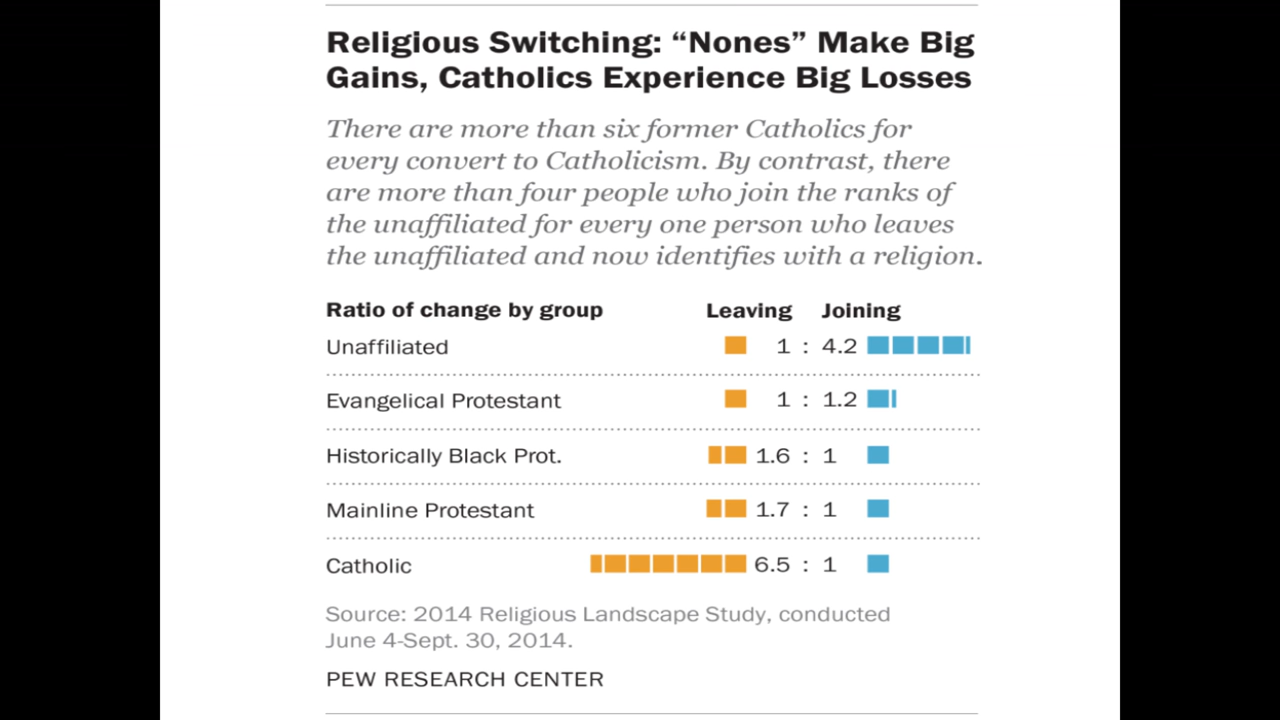 Religious Switching: “Nones” Make Big
Gains, Catholics Experience Big Losses
There are more than six former Catholics for
every convert to Catholicism. By contrast, there
are more than four people who join the ranks of
the unaffiliated for every one person who leaves
the unaffiliated and now identifies with a religion.
Ratio of change by group Leaving Joining
Unaffiliated 1 : 4.2
Evangelical Protestant 1 : 1.2
Historically Black Prot. 1.6 : 1
Mainline Protestant 1.7 : 1
Catholic 6.5 : 1
Source: 2014 Religious Landscape Study, conducted
June 4-Sept. 30, 2014.
PEW RESEARCH CENTER